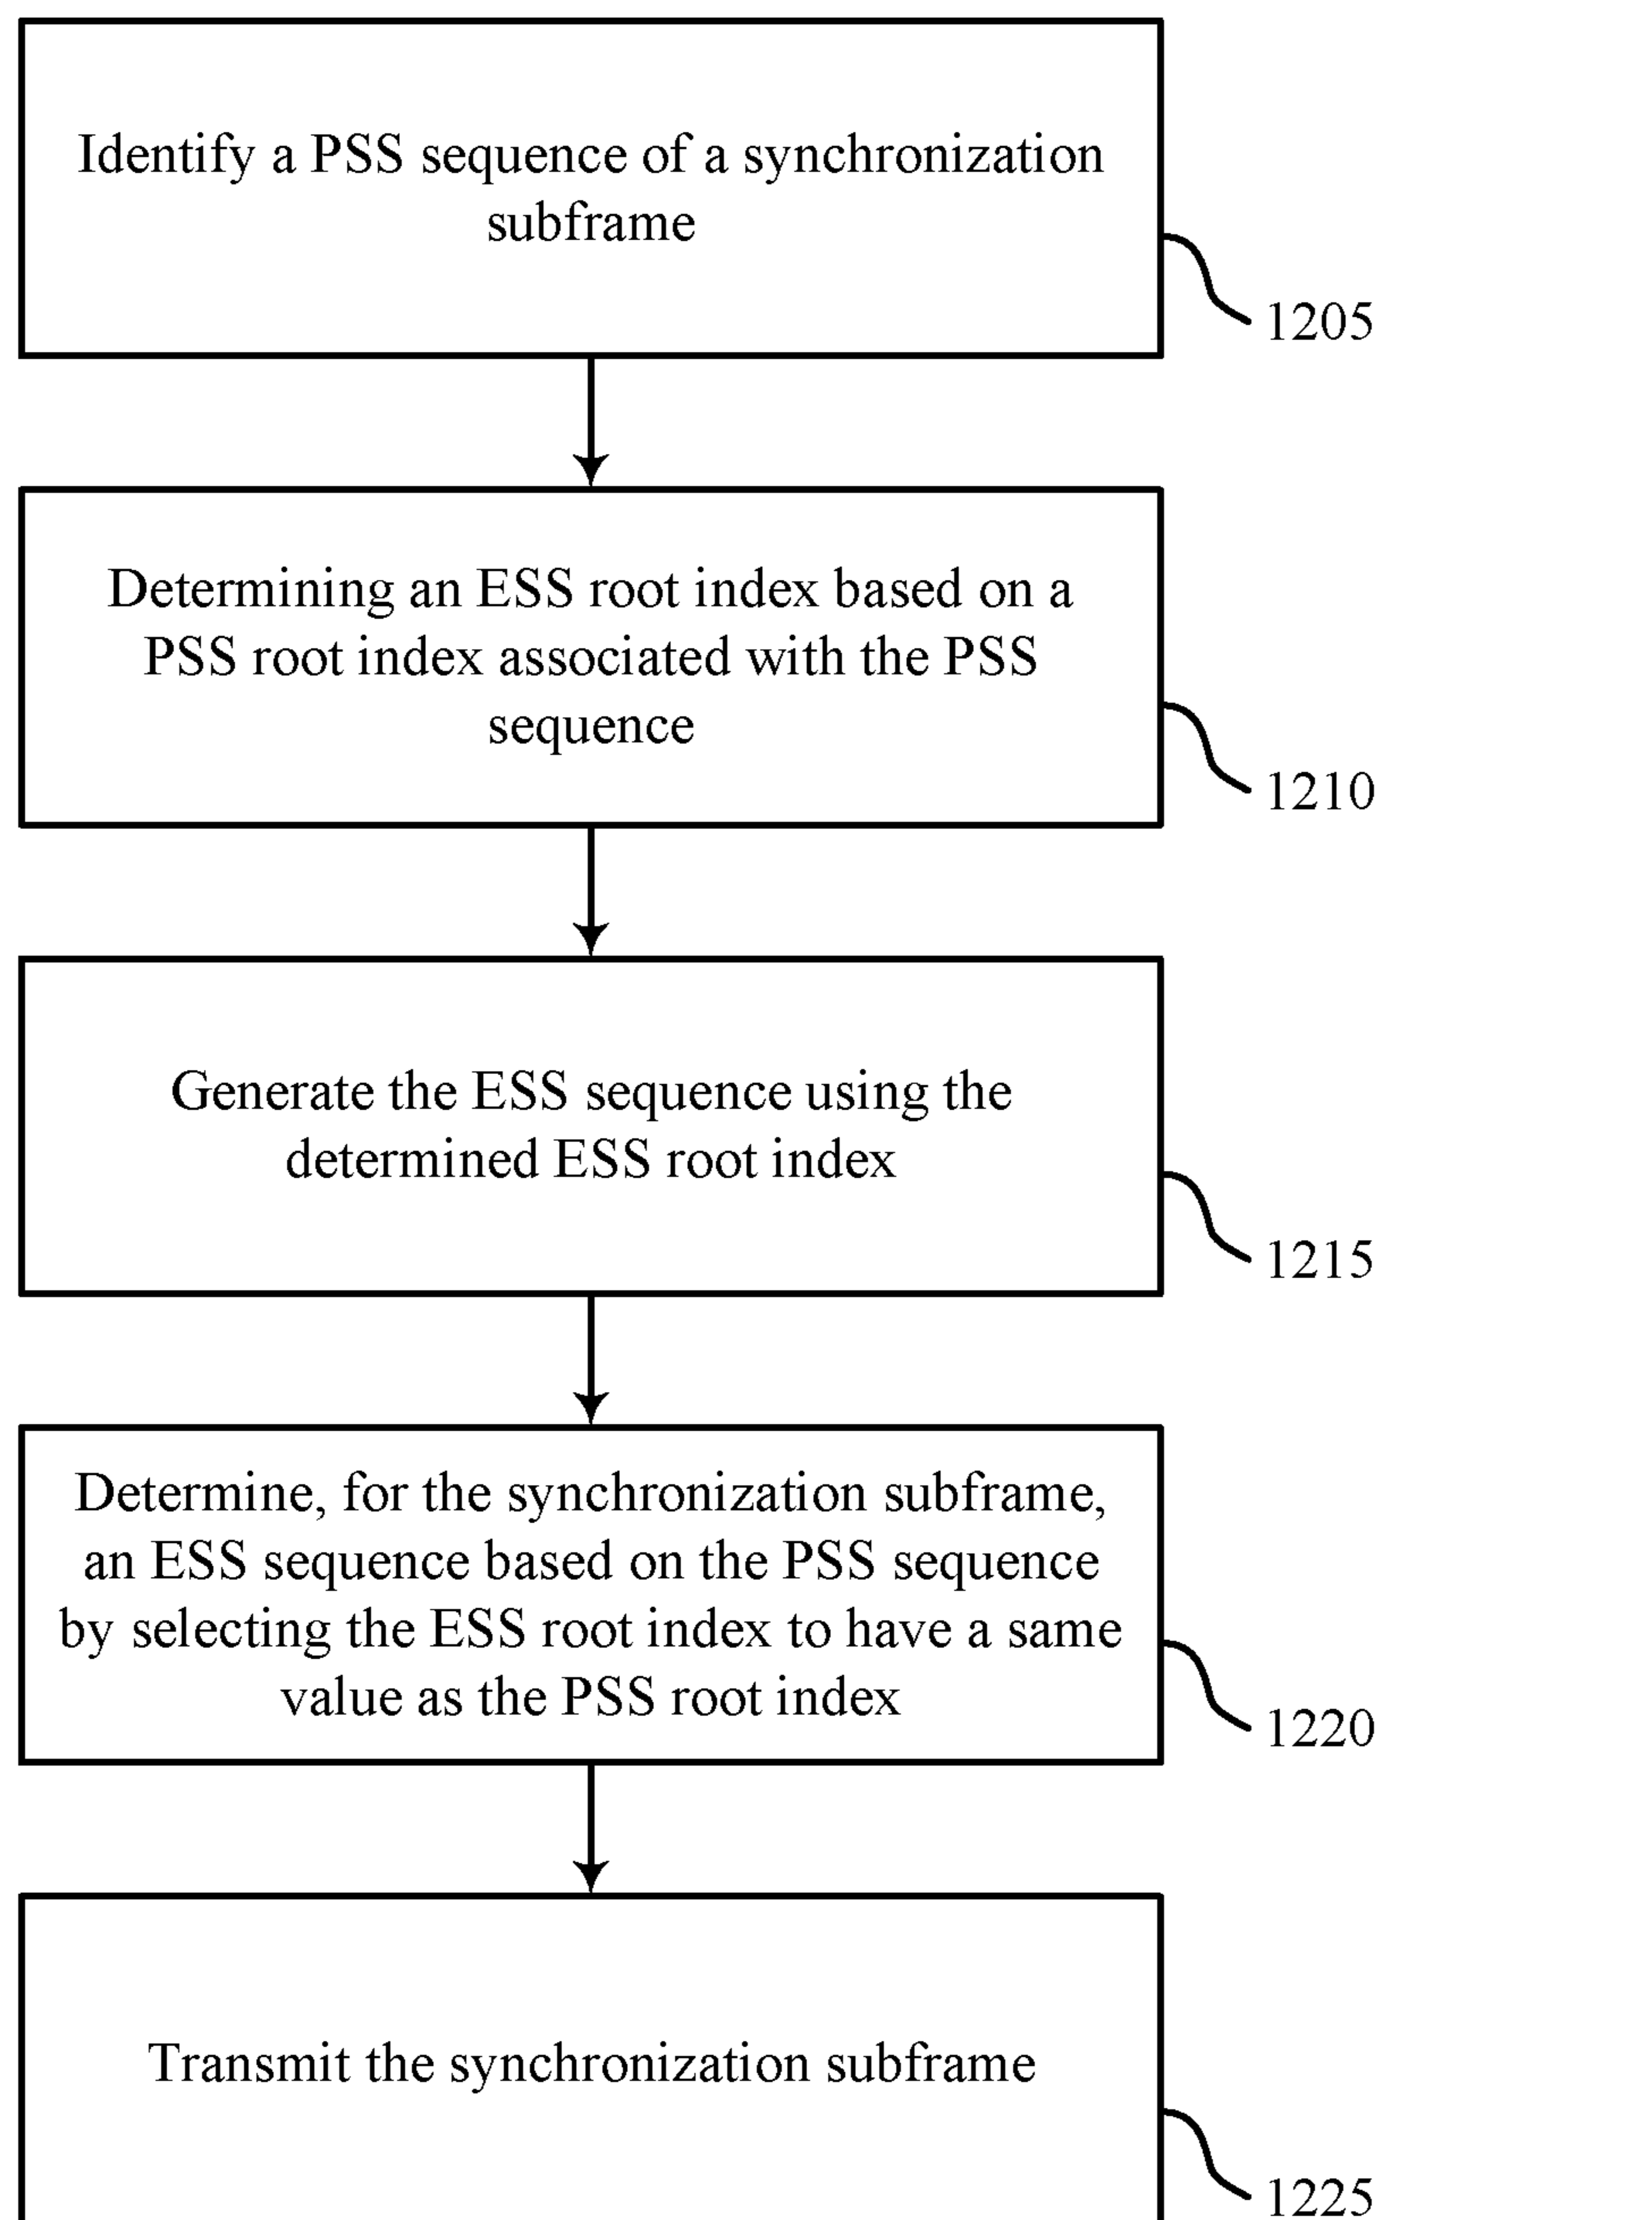 Identify a PSS sequence of a synchronization
subframe
1205
Determining an ESS root index based on a
PSS root index associated with the PSS
sequence
1210
Generate the ESS sequence using the
determined ESS root index
1215
Determine, for the synchronization subframe,
an ESS sequence based on the PSS sequence
by selecting the ESS root index to have a same
value as the PSS root index
1220
Transmit the synchronization subframe
1225